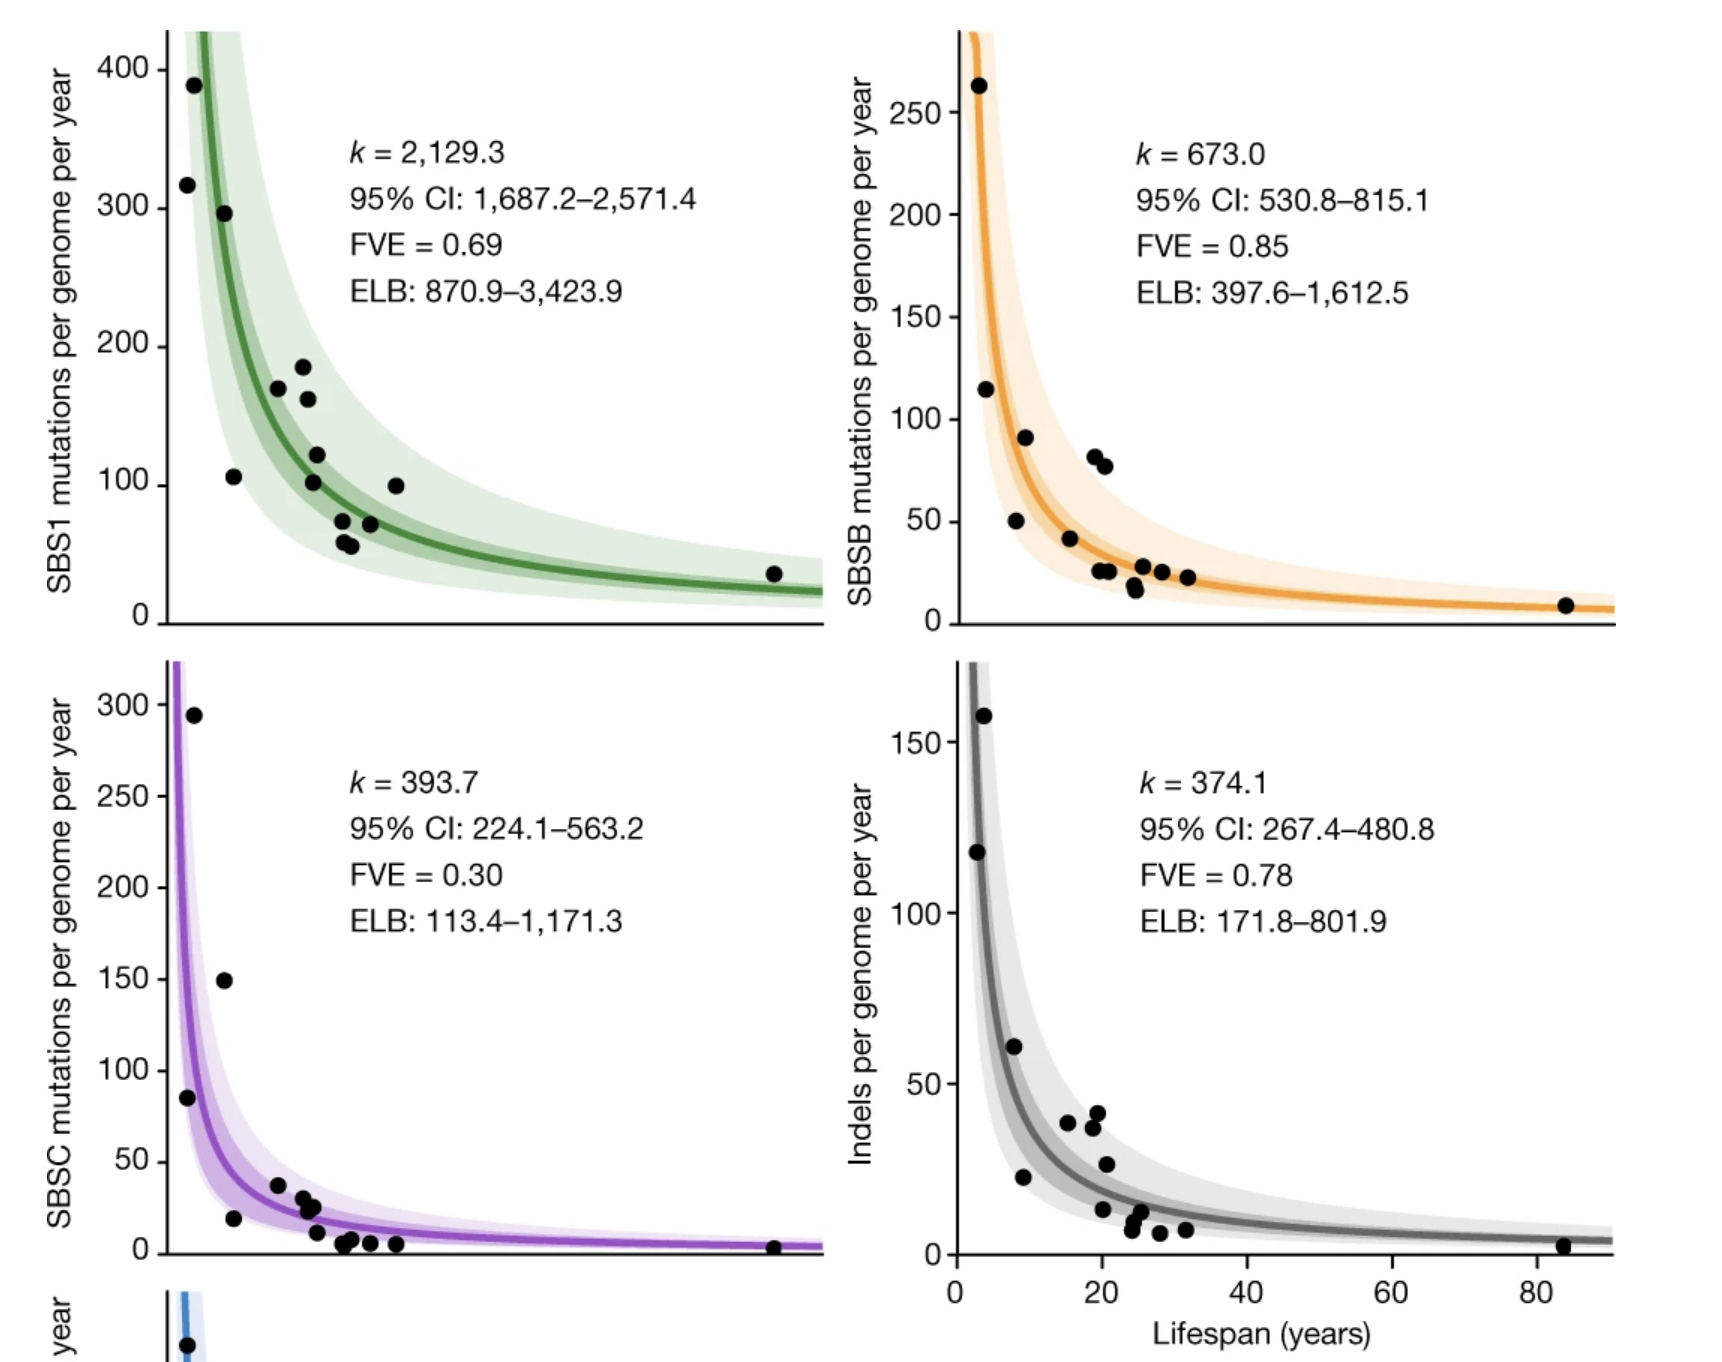 SBS1 mutations per genome per year
400
300
200
100
0
k = 2,129.3
95% CI: 1,687.2–2,571.4
FVE = 0.69
ELB: 870.9–3,423.9
SBSB mutations per genome per year
250
200
150
100
50
0
k = 673.0
95% CI: 530.8–815.1
FVE = 0.85
ELB: 397.6–1,612.5
SBSC mutations per genome per year
300
250
200
150
100
50
0
k = 393.7
95% CI: 224.1–563.2
FVE = 0.30
ELB: 113.4–1,171.3
Indels per genome per year
150
100
50
0
k = 374.1
95% CI: 267.4–480.8
FVE = 0.78
ELB: 171.8–801.9
0 20 40 60 80
Lifespan (years)
year